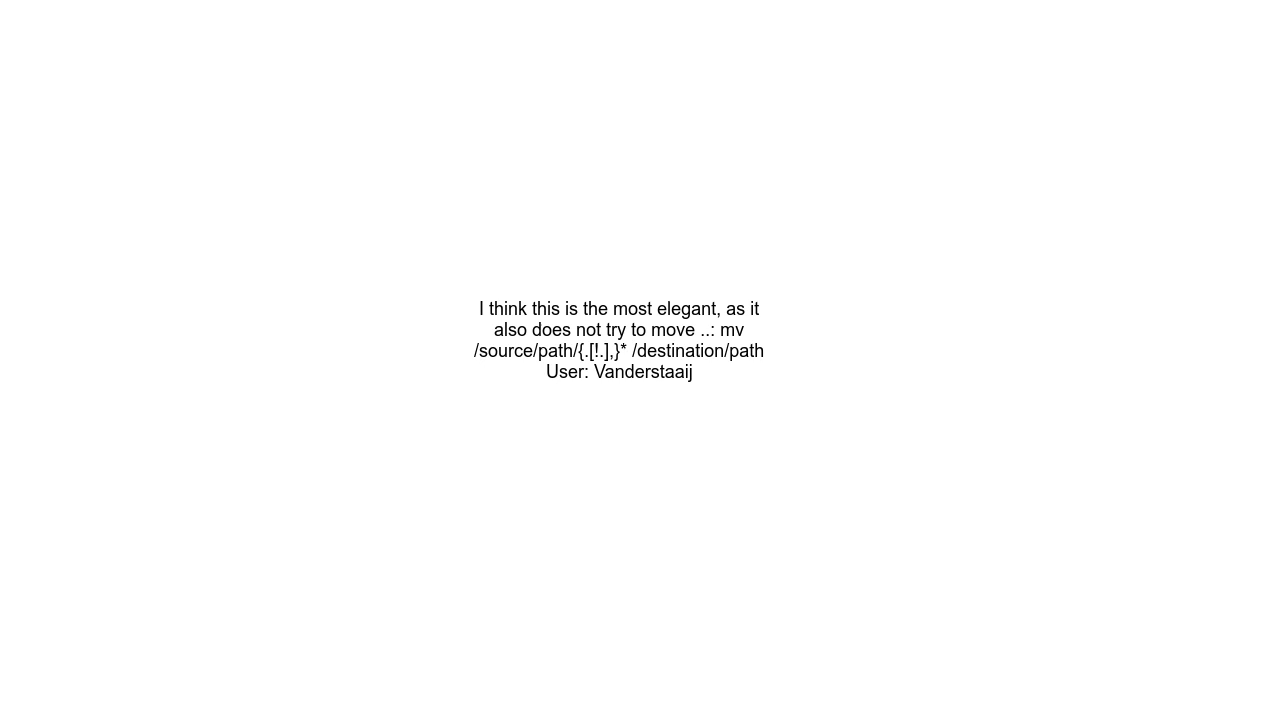 I think this is the most elegant, as it
also does not try to move ..: mv
/source/path/{.[!.],}* /destination/path
User: Vanderstaaij